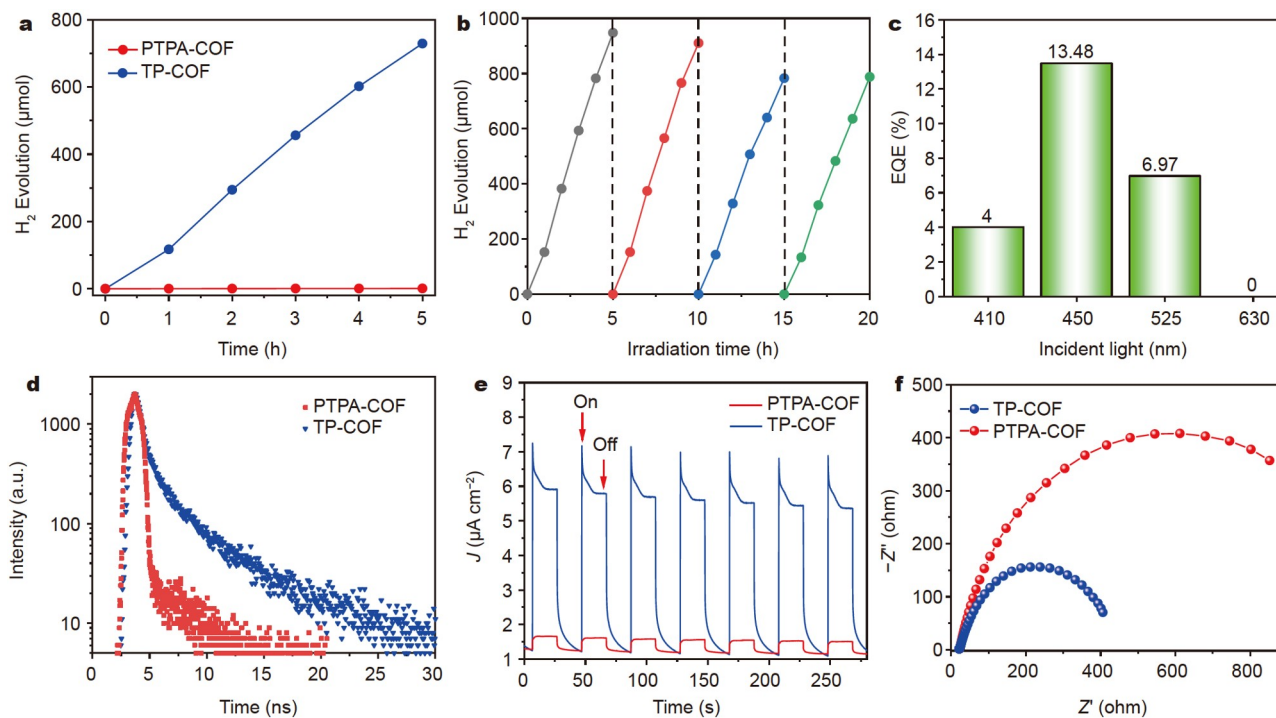 a
800
600
400
200
0
H₂ Evolution (µmol)
PTPA-COF
TP-COF
0 1 2 3 4 5
Time (h)
b
1000
800
600
400
200
0
H₂ Evolution (µmol)
0 5 10 15 20
Irradiation time (h)
c
16
14
12
10
8
6
4
2
0
EQE (%)
4
13.48
6.97
0
410 450 525 630
Incident light (nm)
d
1000
100
10
Intensity (a.u.)
PTPA-COF
TP-COF
0 5 10 15 20 25 30
Time (ns)
e
9
8
7
6
5
4
3
2
1
J (µA cm⁻²)
On
Off
PTPA-COF
TP-COF
0 50 100 150 200 250
Time (s)
f
500
400
300
200
100
0
−Z" (ohm)
TP-COF
PTPA-COF
0 200 400 600 800
Z' (ohm)